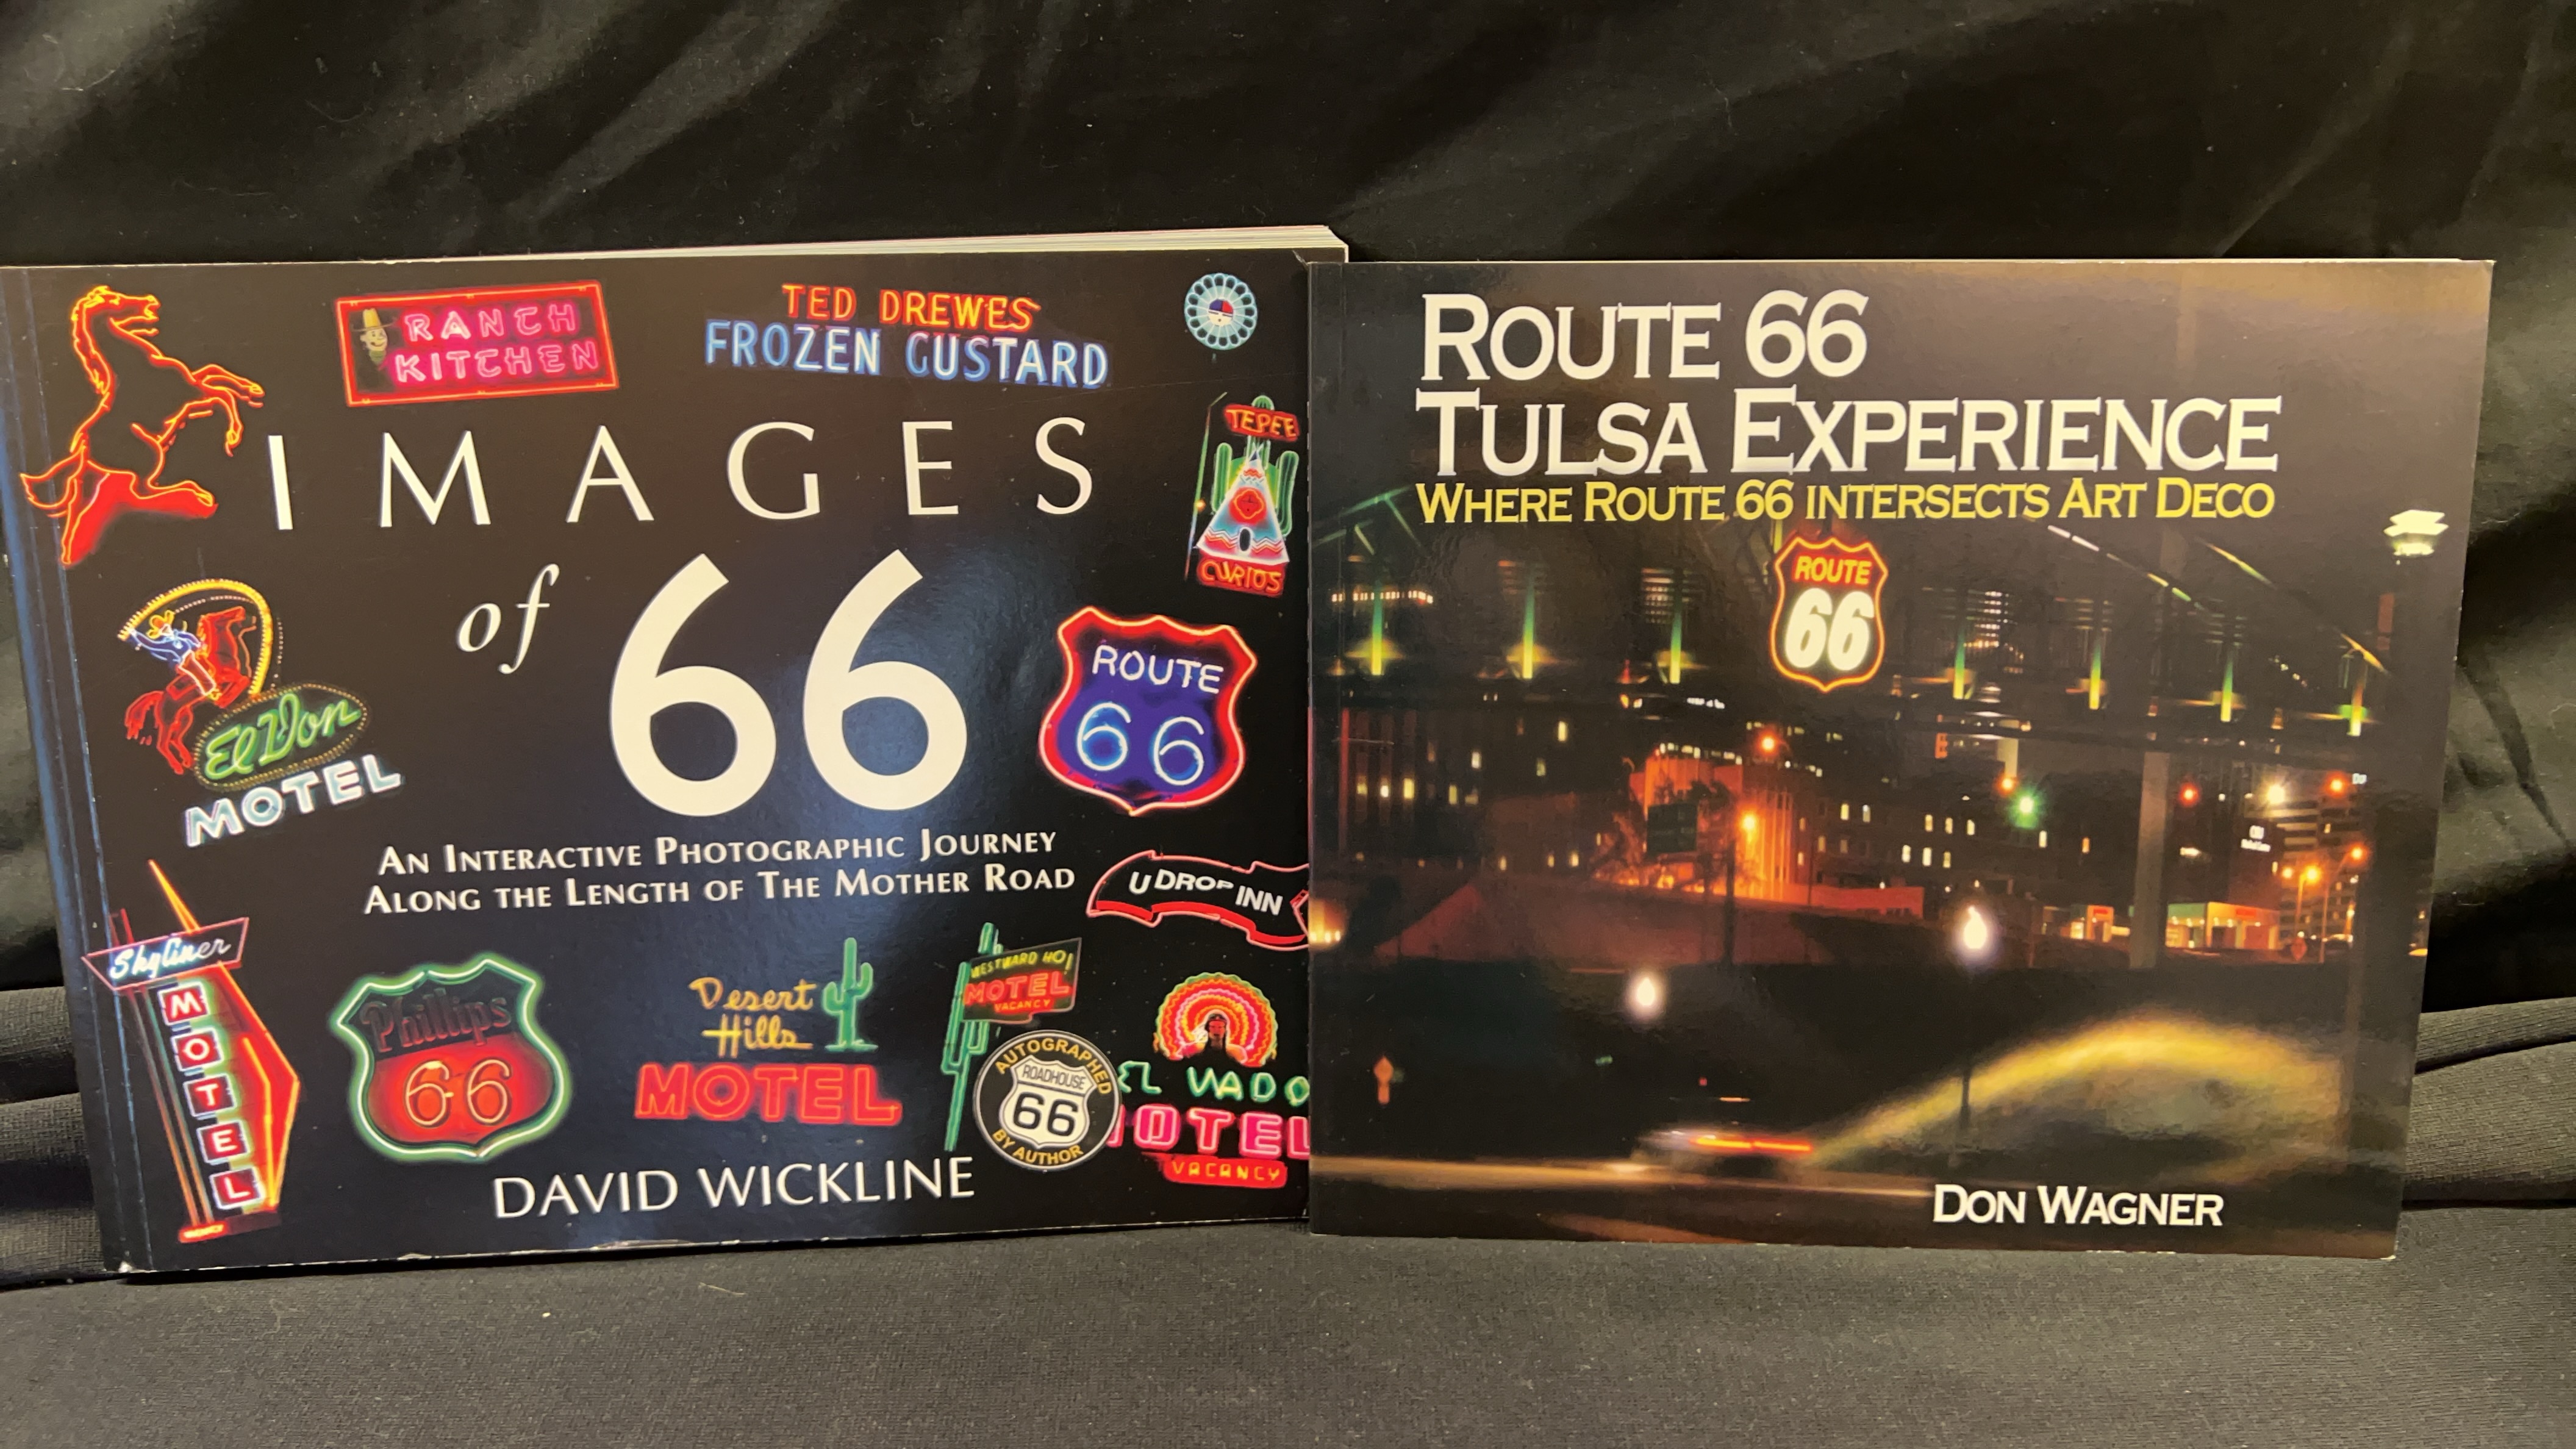 RANCH
KITCHEN
TED DREWES
FROZEN CUSTARD
TEPEE
CURIOS
IMAGES
of 66
ROUTE
66
El Don
MOTEL
AN INTERACTIVE PHOTOGRAPHIC JOURNEY
ALONG THE LENGTH OF THE MOTHER ROAD
U DROP INN
Skyliner
MOTEL
Phillips
66
Desert
Hills
MOTEL
WESTWARD HO!
MOTEL
VACANCY
AUTOGRAPHED
ROADHOUSE
66
BY AUTHOR
EL VADO
MOTEL
VACANCY
DAVID WICKLINE
ROUTE 66
TULSA EXPERIENCE
WHERE ROUTE 66 INTERSECTS ART DECO
ROUTE
66
DON WAGNER